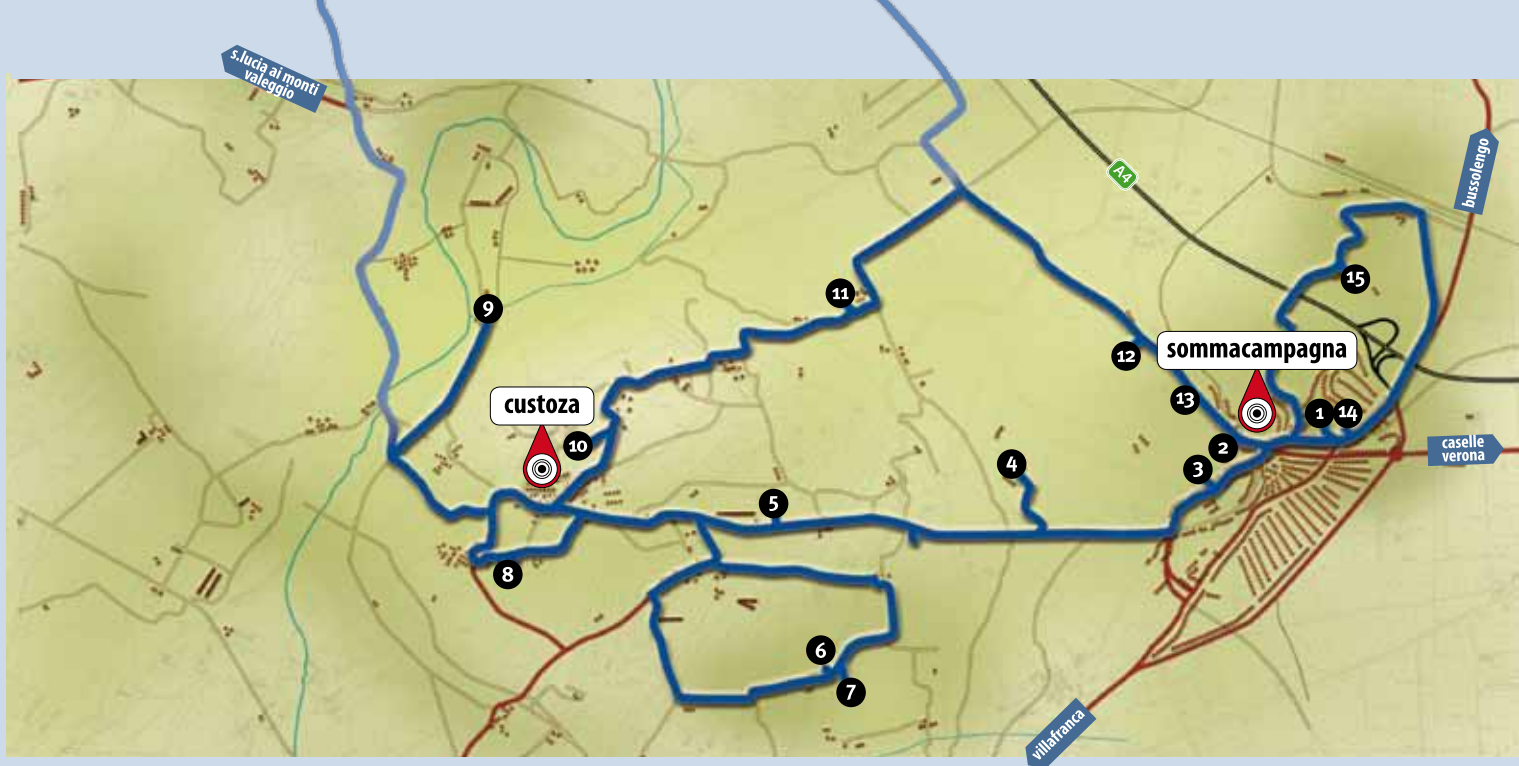 s.lucia ai monti
valeggio
A4
bussolengo
9
11
15
12
sommacampagna
custoza
13
1
14
10
2
caselle
verona
4
3
5
8
6
7
villafranca